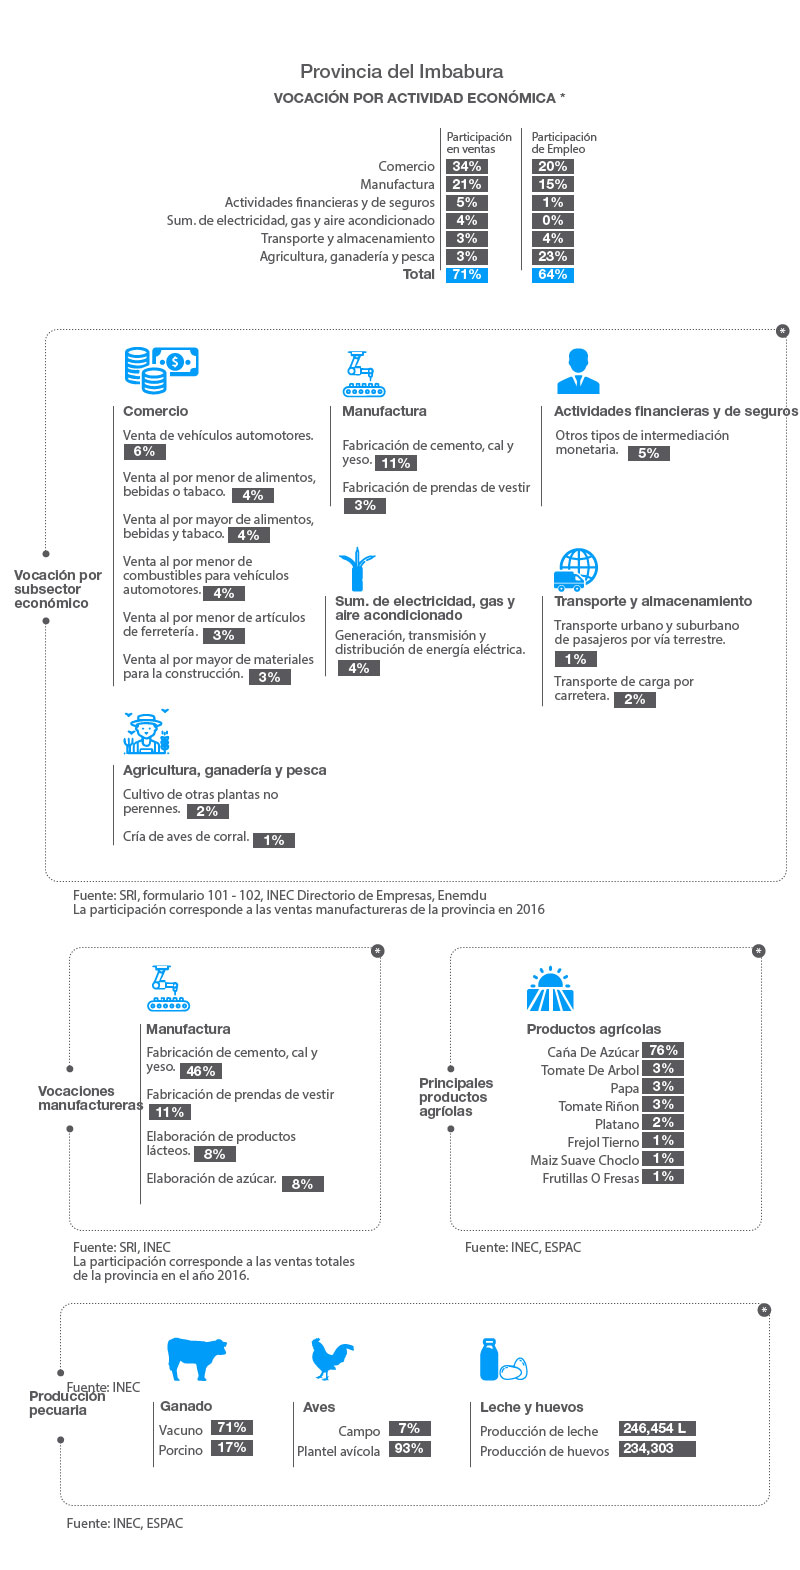 Provincia del Imbabura
VOCACIÓN POR ACTIVIDAD ECONÓMICA *
Participación en ventas
Participación de Empleo
Comercio 34% 20%
Manufactura 21% 15%
Actividades financieras y de seguros 5% 1%
Sum. de electricidad, gas y aire acondicionado 4% 0%
Transporte y almacenamiento 3% 4%
Agricultura, ganadería y pesca 3% 23%
Total 71% 64%
*
Vocación por
subsector
económico
Comercio
Venta de vehículos automotores.
6%
Venta al por menor de alimentos,
bebidas o tabaco. 4%
Venta al por mayor de alimentos,
bebidas y tabaco. 4%
Venta al por menor de
combustibles para vehículos
automotores. 4%
Venta al por menor de artículos
de ferretería. 3%
Venta al por mayor de materiales
para la construcción. 3%
Manufactura
Fabricación de cemento, cal y
yeso. 11%
Fabricación de prendas de vestir
3%
Actividades financieras y de seguros
Otros tipos de intermediación
monetaria. 5%
Sum. de electricidad, gas y
aire acondicionado
Generación, transmisión y
distribución de energía eléctrica.
4%
Transporte y almacenamiento
Transporte urbano y suburbano
de pasajeros por vía terrestre.
1%
Transporte de carga por
carretera. 2%
Agricultura, ganadería y pesca
Cultivo de otras plantas no
perennes. 2%
Cría de aves de corral. 1%
Fuente: SRI, formulario 101 - 102, INEC Directorio de Empresas, Enemdu
La participación corresponde a las ventas manufactureras de la provincia en 2016
*
Vocaciones
manufactureras
Manufactura
Fabricación de cemento, cal y
yeso. 46%
Fabricación de prendas de vestir
11%
Elaboración de productos
lácteos. 8%
Elaboración de azúcar. 8%
Fuente: SRI, INEC
La participación corresponde a las ventas totales
de la provincia en el año 2016.
*
Principales
productos
agríolas
Productos agrícolas
Caña De Azúcar 76%
Tomate De Arbol 3%
Papa 3%
Tomate Riñon 3%
Platano 2%
Frejol Tierno 1%
Maiz Suave Choclo 1%
Frutillas O Fresas 1%
Fuente: INEC, ESPAC
*
Fuente: INEC
Producción
pecuaria
Ganado
Vacuno 71%
Porcino 17%
Aves
Campo 7%
Plantel avícola 93%
Leche y huevos
Producción de leche 246,454 L
Producción de huevos 234,303
Fuente: INEC, ESPAC